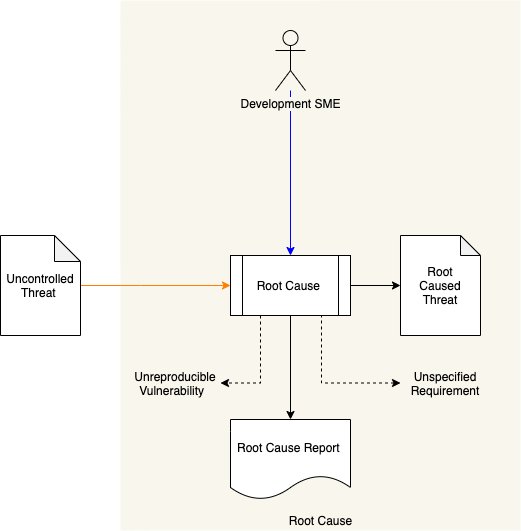 Development SME
Uncontrolled
Threat
Root Cause
Root
Caused
Threat
Unreproducible
Vulnerability
Unspecified
Requirement
Root Cause Report
Root Cause